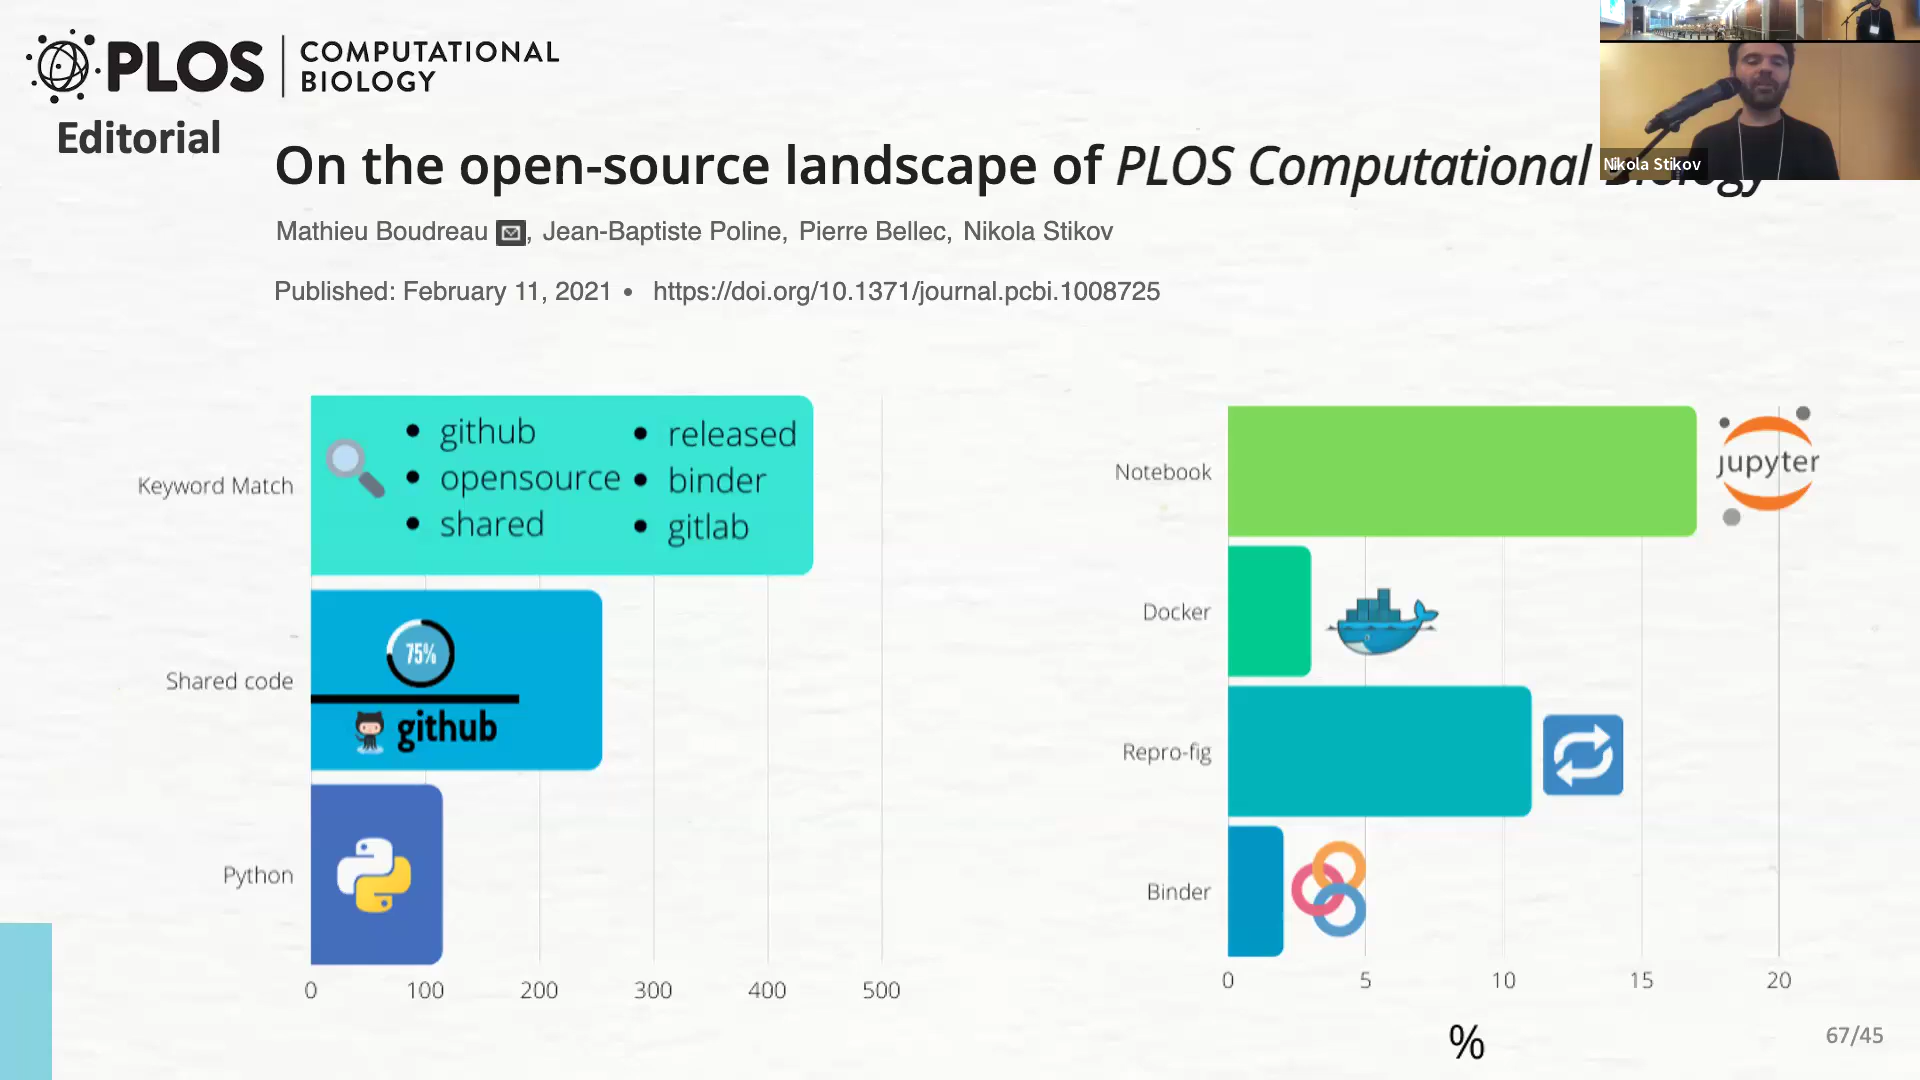 PLOS COMPUTATIONAL BIOLOGY
Editorial
On the open-source landscape of PLOS Computational Biology
Nikola Stikov
Mathieu Boudreau, Jean-Baptiste Poline, Pierre Bellec, Nikola Stikov
Published: February 11, 2021 • https://doi.org/10.1371/journal.pcbi.1008725
Keyword Match
• github
• opensource
• shared
• released
• binder
• gitlab
Shared code
75%
github
Python
0 100 200 300 400 500
Notebook
jupyter
Docker
Repro-fig
Binder
0 5 10 15 20
%
67/45